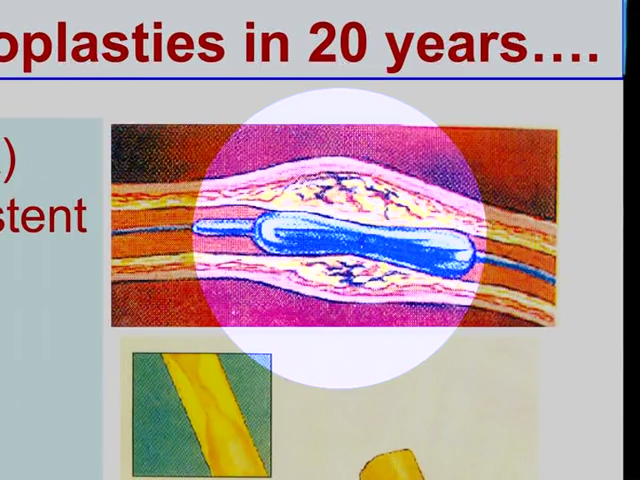 oplasties in 20 years….
)
stent